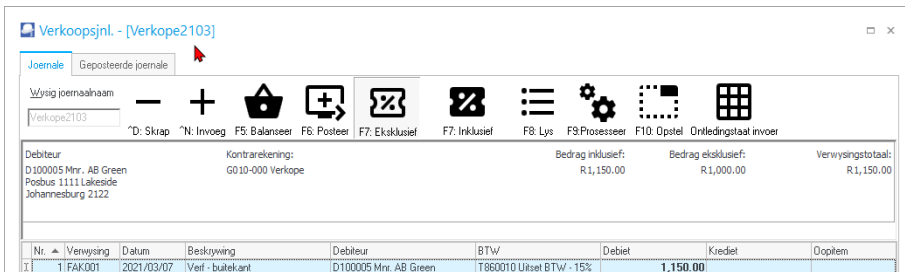 Verkoopsjnl. - [Verkope2103]
Joernale Geposteerde joernale
Wysig joernaalnaam
Verkope2103
^D: Skrap ^N: Invoeg F5: Balanseer F6: Posteer F7: Eksklusief F7: Inklusief F8: Lys F9:Prosesseer F10: Opstel Ontledingstaat invoer
Debiteur Kontrarekening: Bedrag inklusief: Bedrag eksklusief: Verwysingstotaal:
D100005 Mnr. AB Green G010-000 Verkope R1,150.00 R1,000.00 R1,150.00
Posbus 1111 Lakeside
Johannesburg 2122
Nr. Verwysing Datum Beskrywing Debiteur BTW Debiet Krediet Oopitem
1 FAK001 2021/03/07 Verf - buitekant D100005 Mnr. AB Green T860010 Uitset BTW - 15% 1,150.00